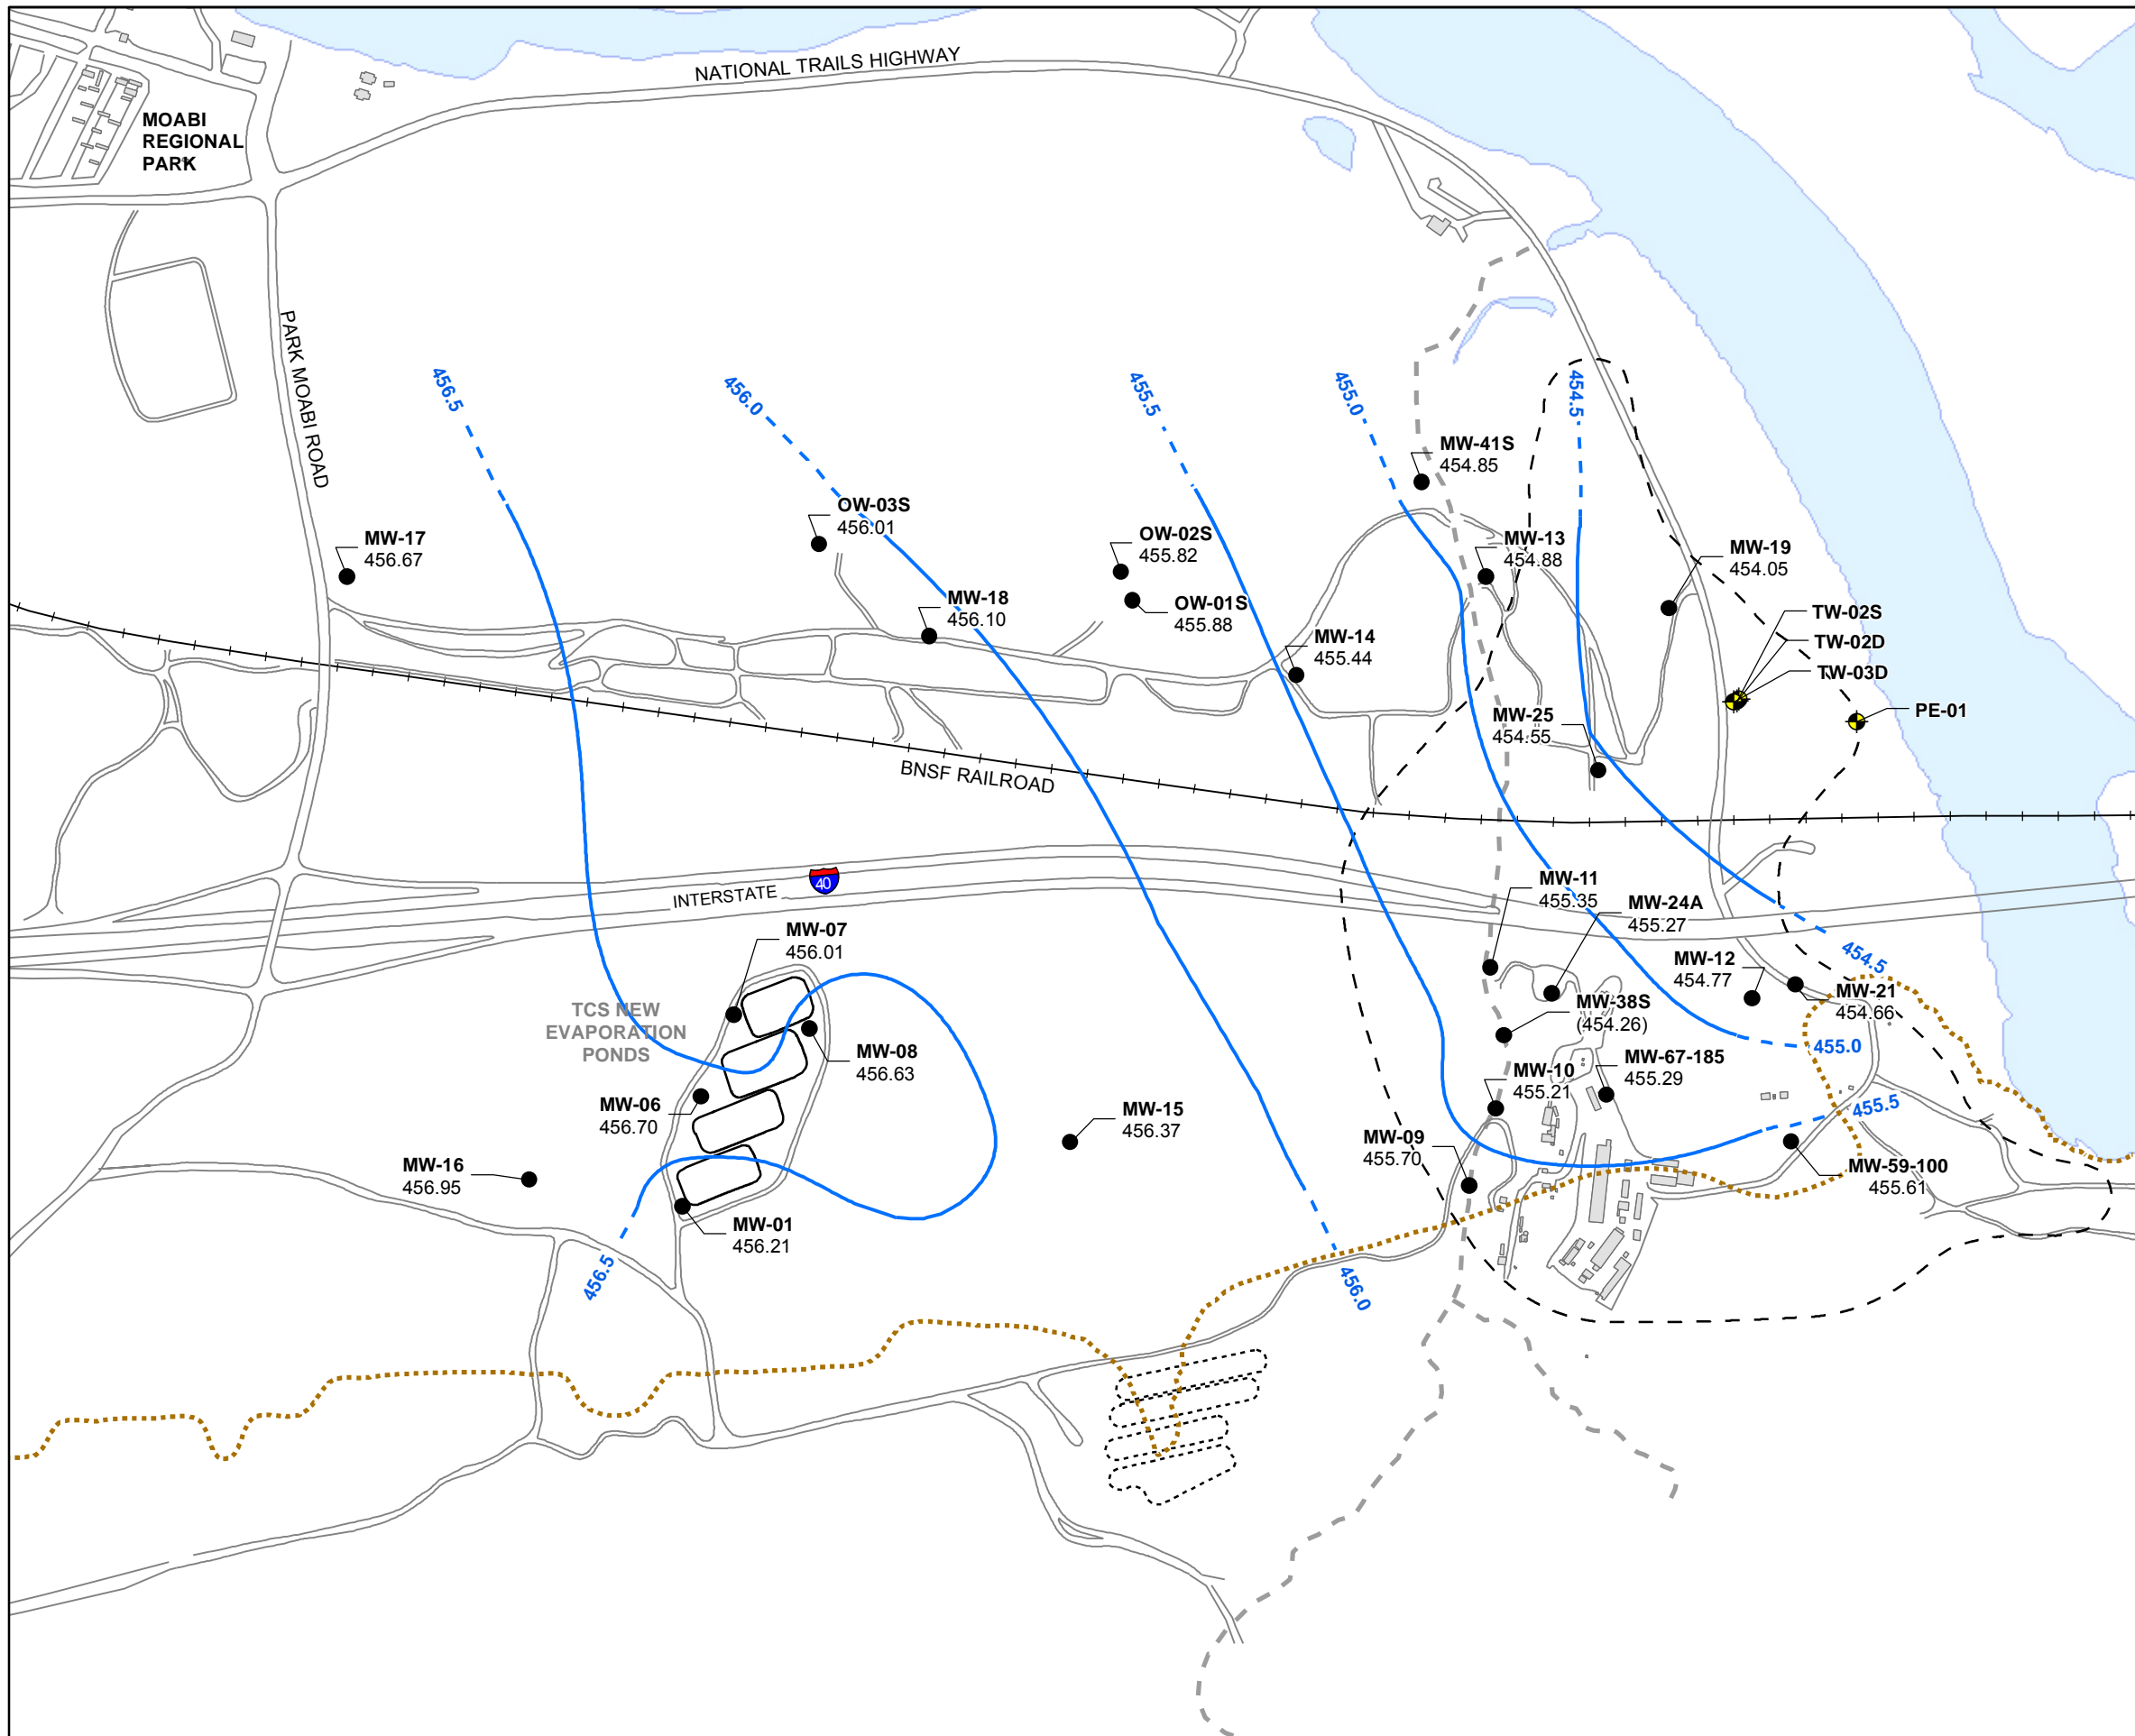 NATIONAL TRAILS HIGHWAY
MOABI
REGIONAL
PARK
PARK MOABI ROAD
456.5
456.0
455.5
455.0
454.5
MW-41S
454.85
OW-03S
456.01
MW-17
456.67
OW-02S
455.82
MW-13
454.88
MW-19
454.05
MW-18
456.10
OW-01S
455.88
TW-02S
TW-02D
TW-03D
MW-14
455.44
MW-25
454.55
PE-01
BNSF RAILROAD
INTERSTATE
40
MW-11
455.35
MW-24A
455.27
MW-07
456.01
MW-12
454.77
454.5
MW-21
454.66
TCS NEW
EVAPORATION
PONDS
MW-38S
(454.26)
455.0
MW-08
456.63
MW-67-185
455.29
MW-10
455.21
MW-06
456.70
MW-15
456.37
455.5
MW-09
455.70
MW-16
456.95
MW-59-100
455.61
MW-01
456.21
456.5
456.0